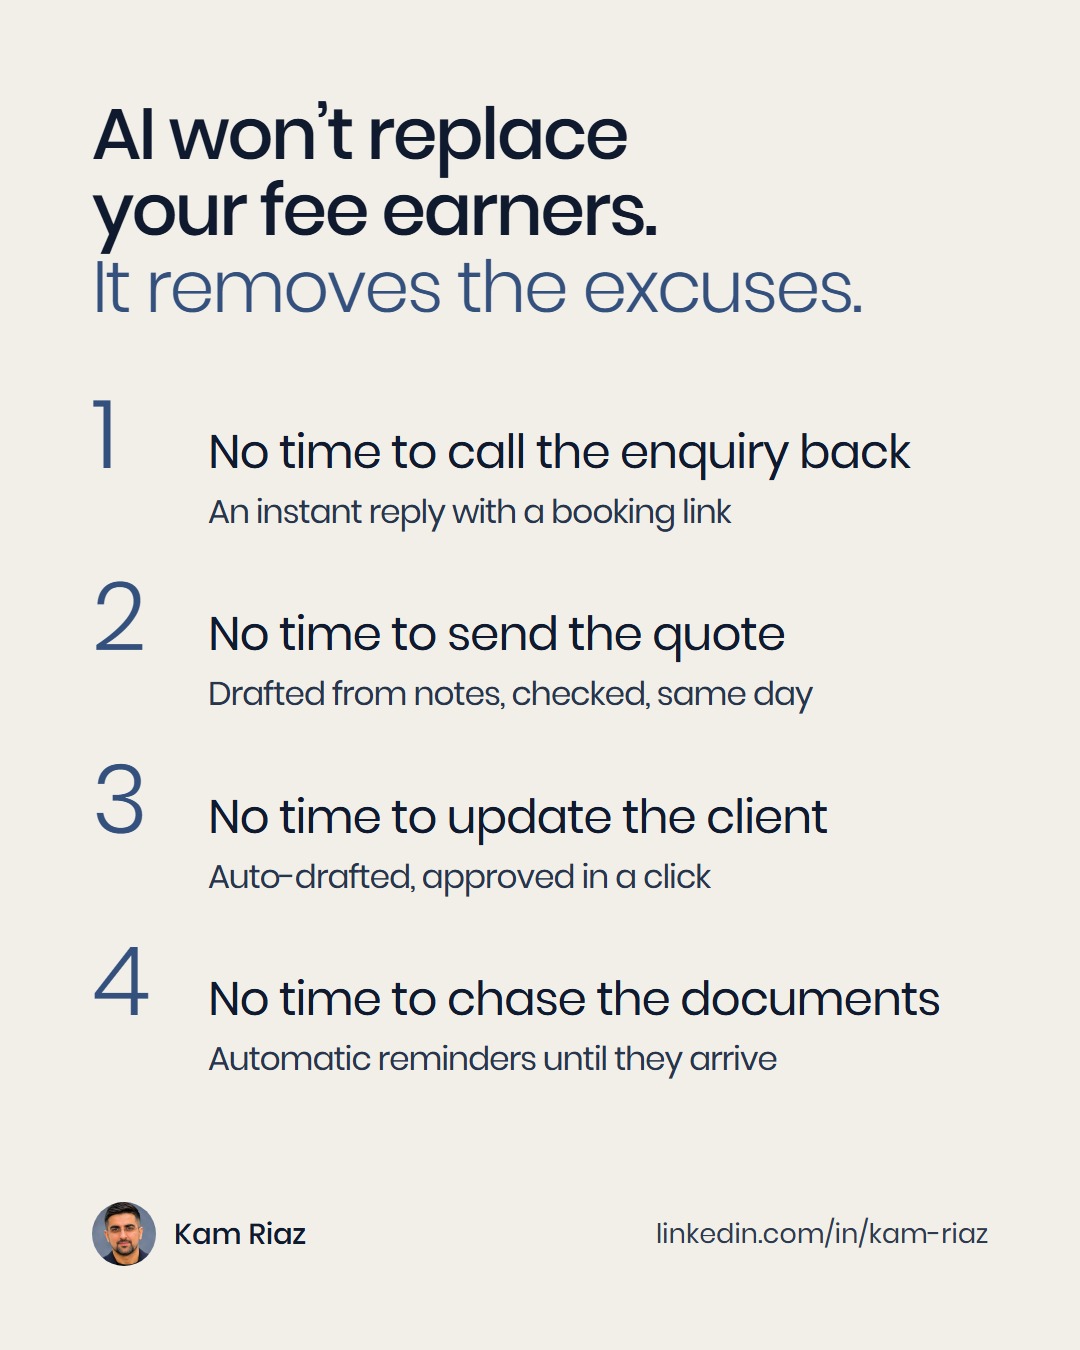 AI won’t replace
your fee earners.
It removes the excuses.
1
No time to call the enquiry back
An instant reply with a booking link
2
No time to send the quote
Drafted from notes, checked, same day
3
No time to update the client
Auto-drafted, approved in a click
4
No time to chase the documents
Automatic reminders until they arrive
Kam Riaz
linkedin.com/in/kam-riaz